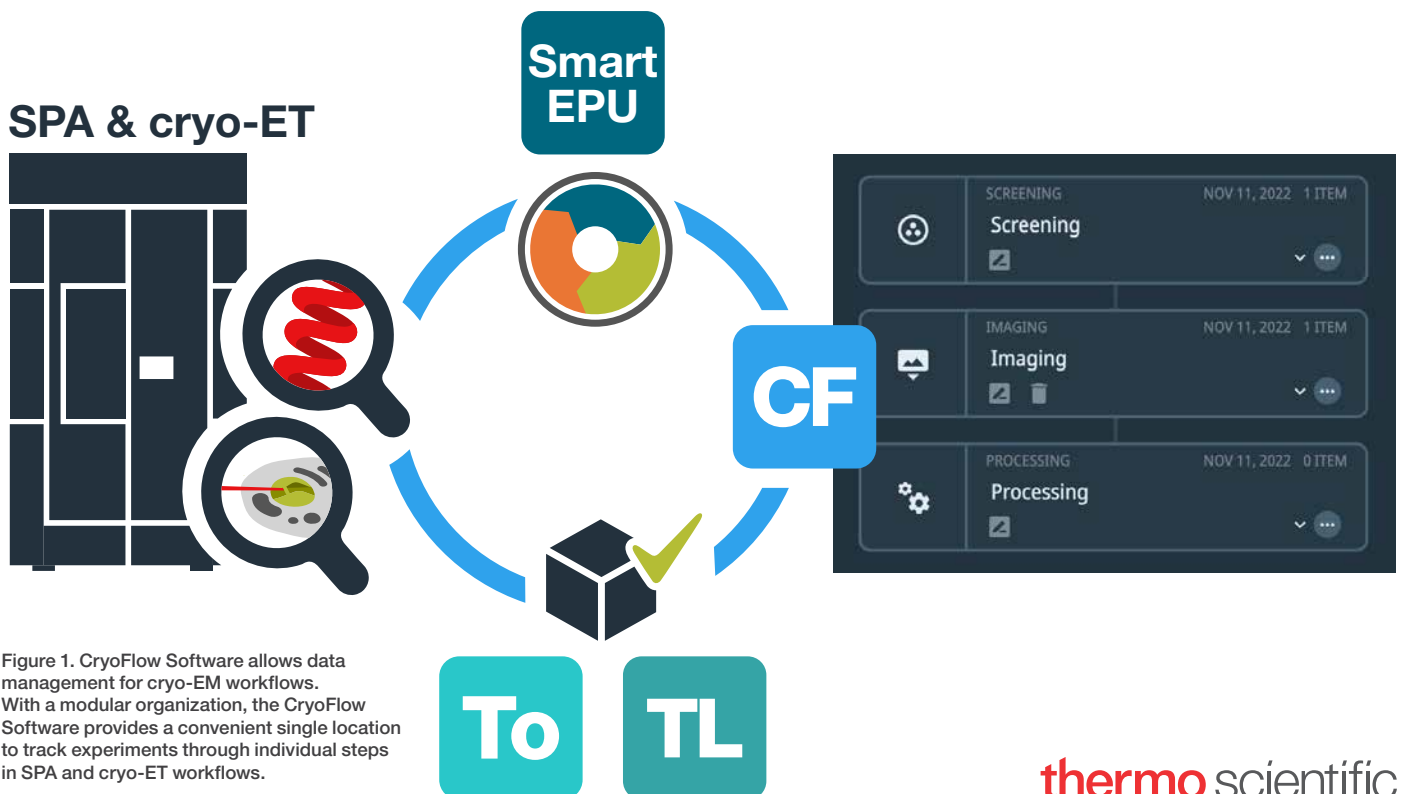 Smart
EPU
SPA & cryo-ET
SCREENING NOV 11, 2022 1 ITEM
Screening
IMAGING NOV 11, 2022 1 ITEM
Imaging
CF
PROCESSING NOV 11, 2022 0 ITEM
Processing
Figure 1. CryoFlow Software allows data
management for cryo-EM workflows.
With a modular organization, the CryoFlow
Software provides a convenient single location
to track experiments through individual steps
in SPA and cryo-ET workflows.
To
TL
thermo scientific